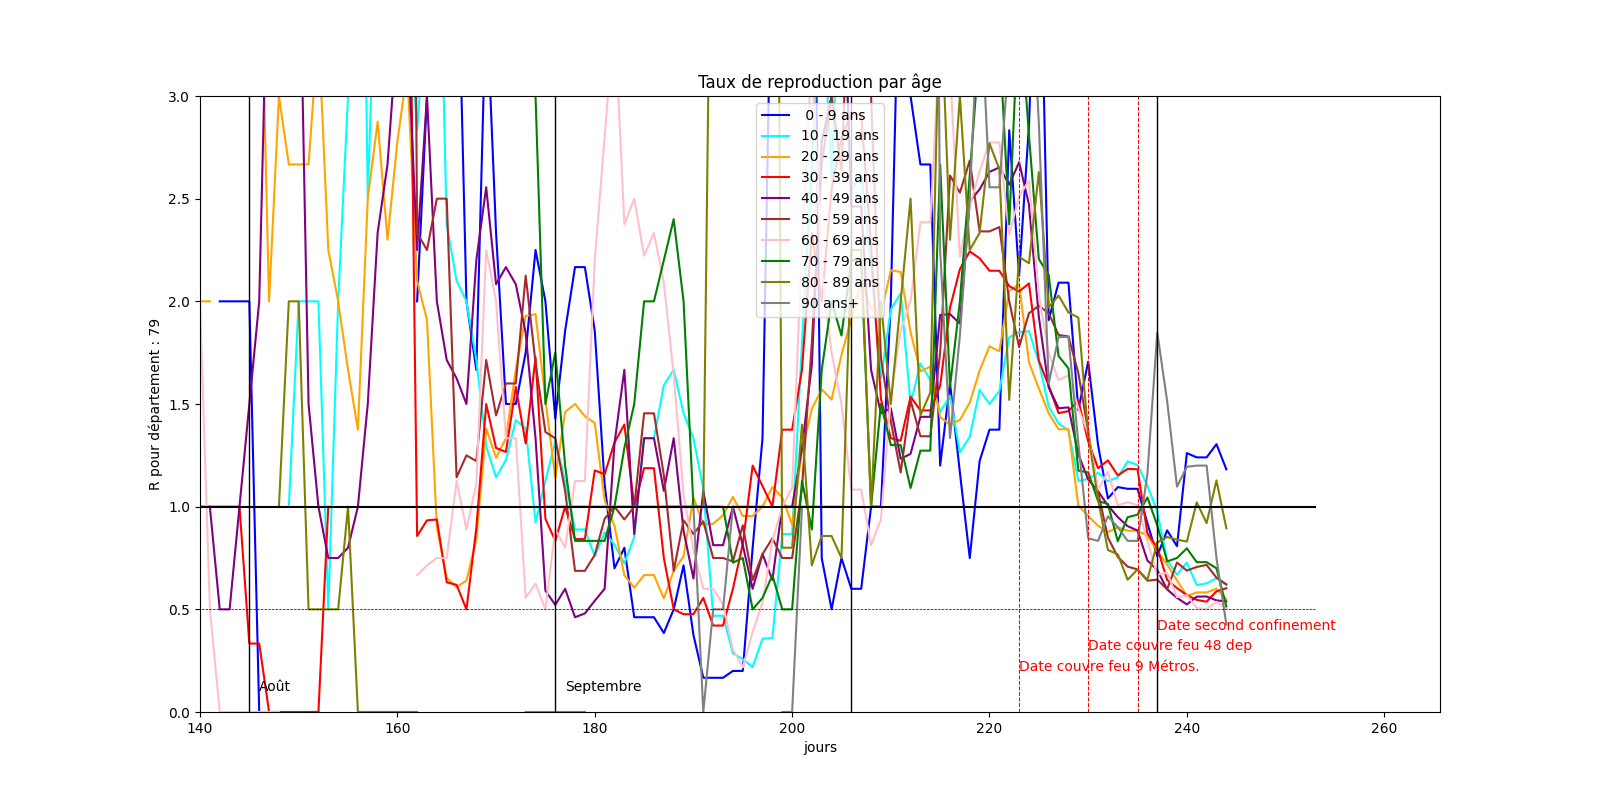 Taux de reproduction par âge
R pour département : 79
3.0
2.5
2.0
1.5
1.0
0.5
0.0
0 - 9 ans
10 - 19 ans
20 - 29 ans
30 - 39 ans
40 - 49 ans
50 - 59 ans
60 - 69 ans
70 - 79 ans
80 - 89 ans
90 ans+
Date second confinement
Date couvre feu 48 dep
Date couvre feu 9 Métros.
Août
Septembre
140
160
180
200
220
240
260
jours